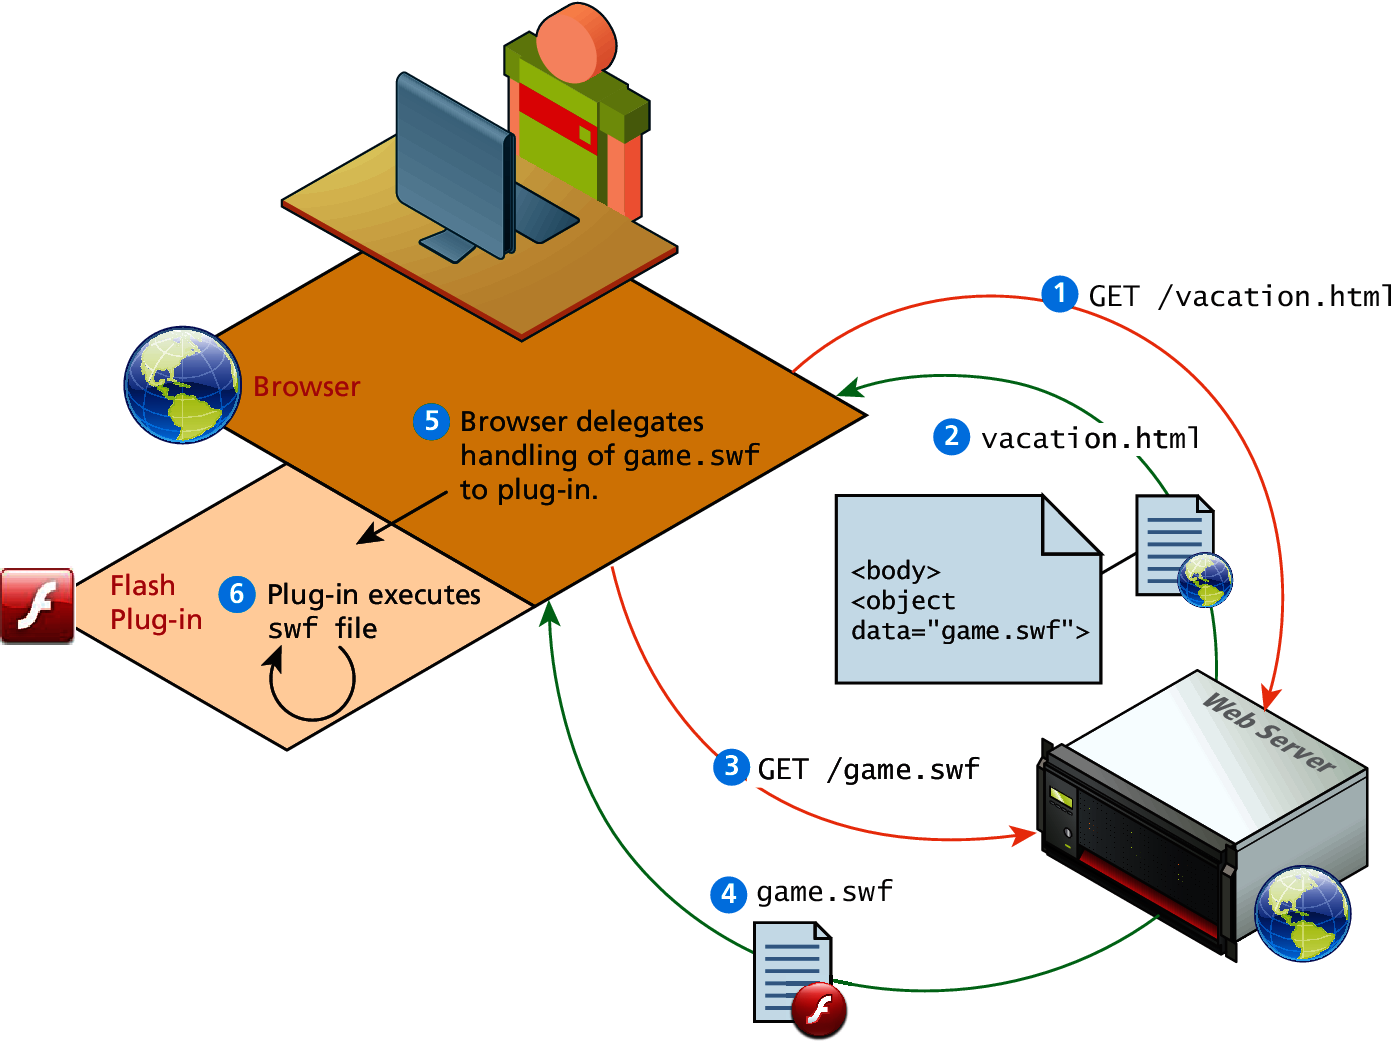 1 GET /vacation.html
Browser
5 Browser delegates
handling of game.swf
to plug-in.
2 vacation.html
<body>
<object
data="game.swf">
Flash
Plug-in
6 Plug-in executes
swf file
Web Server
3 GET /game.swf
4 game.swf